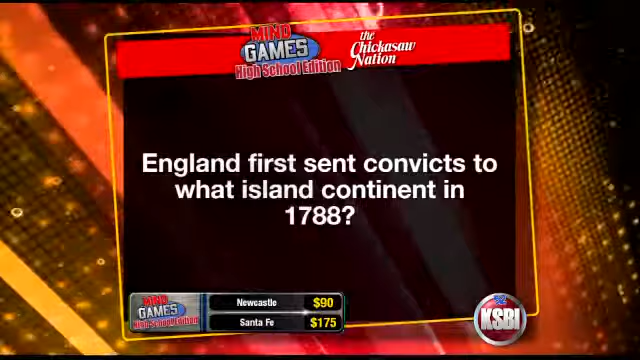 MIND
GAMES
High School Edition
the
Chickasaw
Nation
England first sent convicts to
what island continent in
1788?
MIND
GAMES
High School Edition
Newcastle $90
Santa Fe $175
52
KSBI